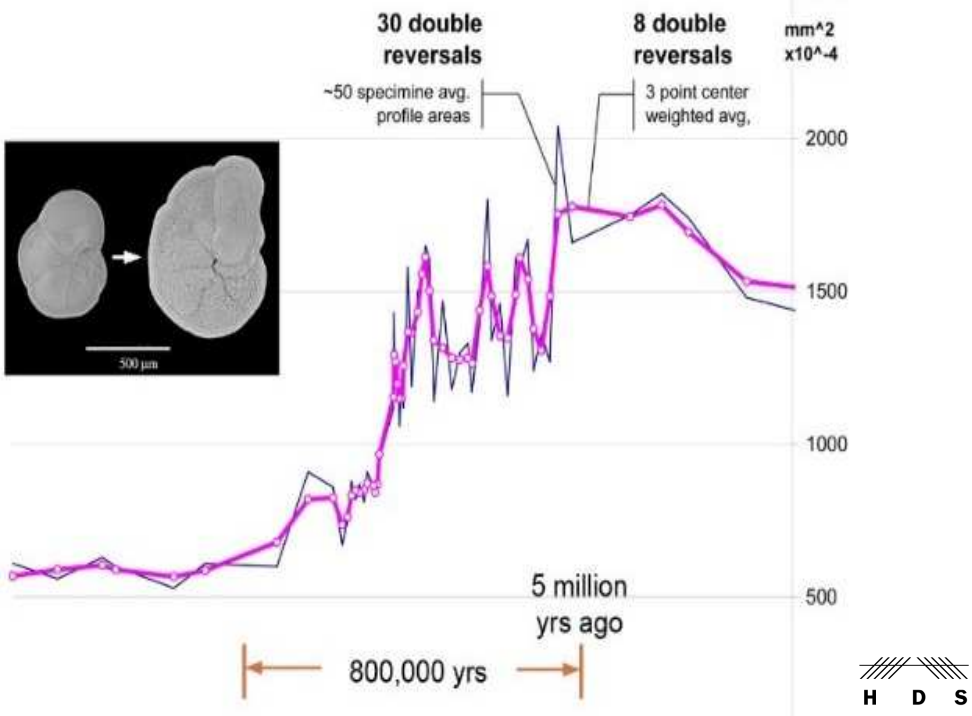 30 double
reversals
8 double
reversals
mm^2
x10^-4
~50 specimine avg.
profile areas
3 point center
weighted avg,
2000
1500
500 µm
1000
500
5 million
yrs ago
800,000 yrs
H D S